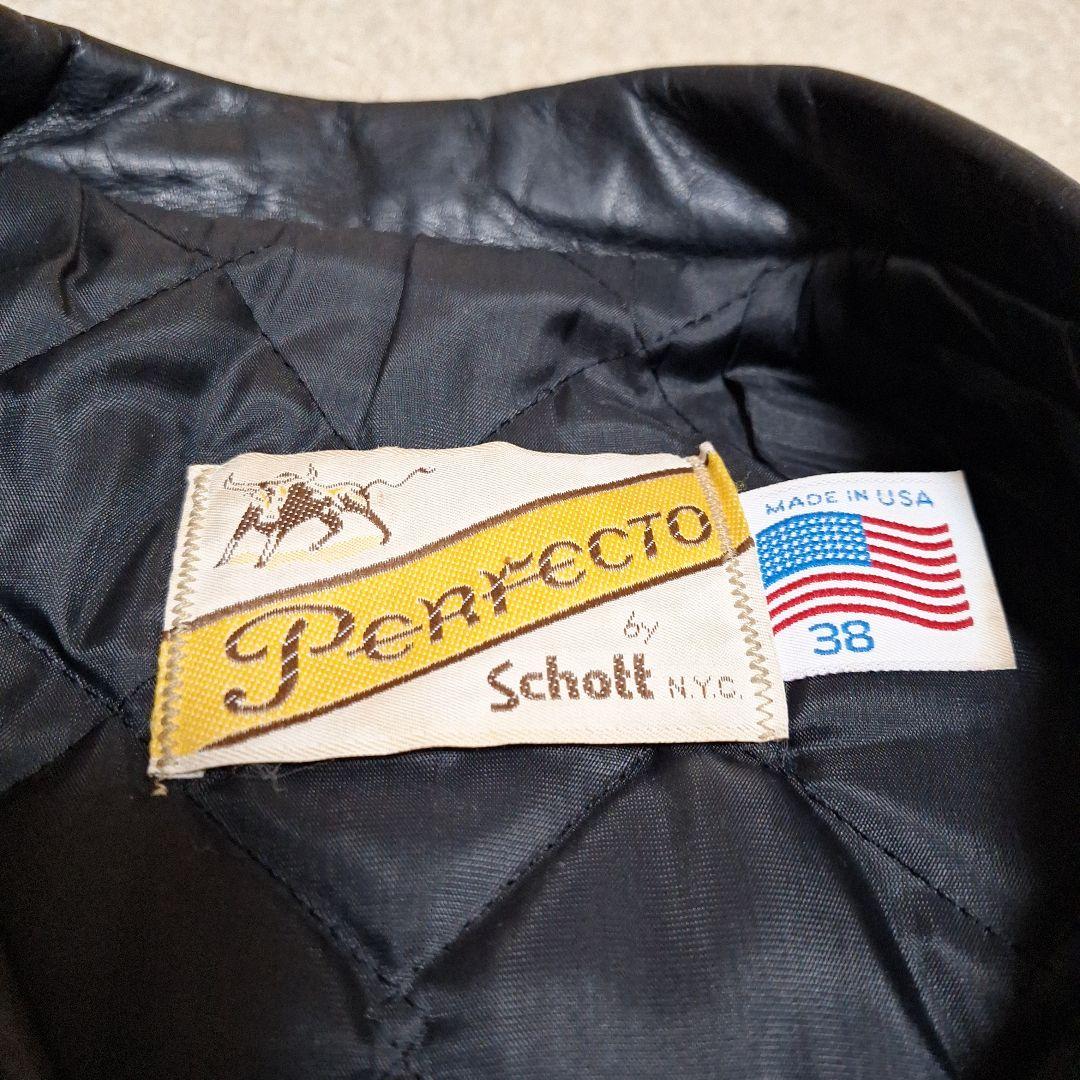 PERFECTO
by
Schott N.Y.C.
MADE IN USA
38